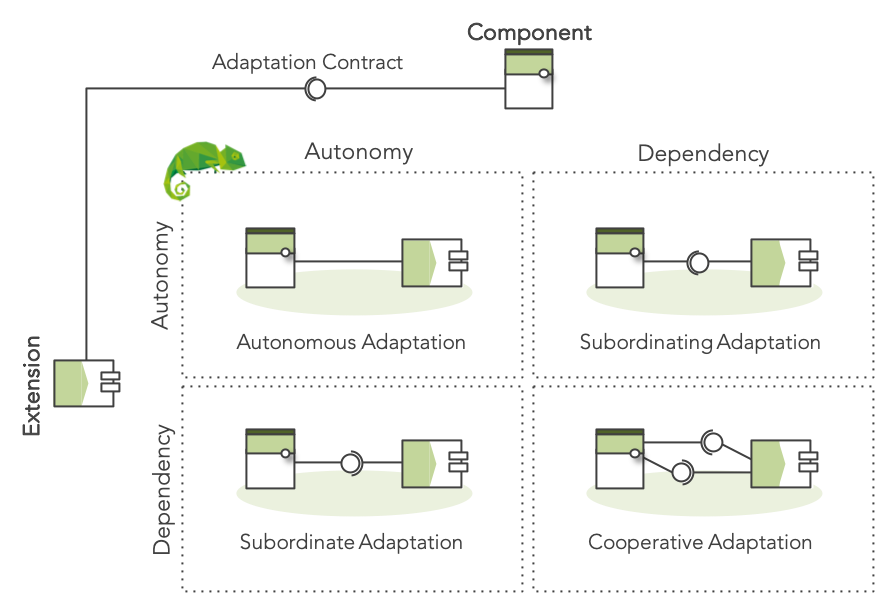 Component
Adaptation Contract
Autonomy
Dependency
Autonomy
Autonomous Adaptation
Subordinating Adaptation
Extension
Dependency
Subordinate Adaptation
Cooperative Adaptation